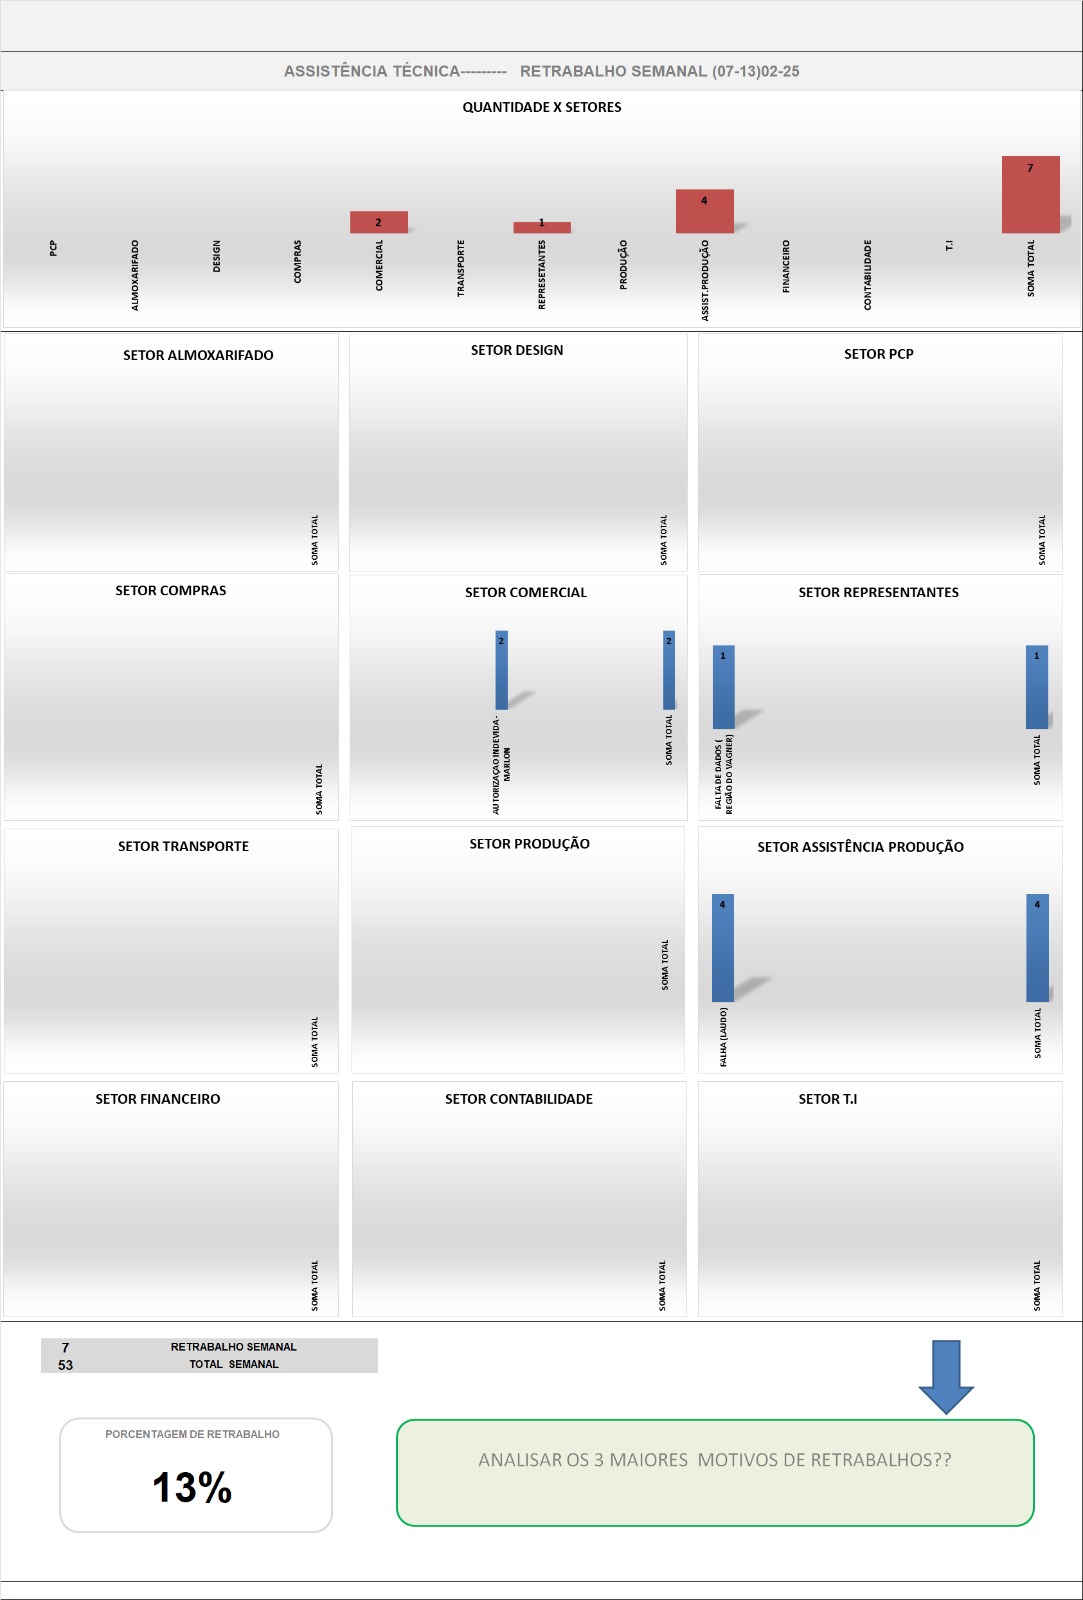 ASSISTÊNCIA TÉCNICA--------- RETRABALHO SEMANAL (07-13)02-25
QUANTIDADE X SETORES
2
1
4
7
PCP
ALMOXARIFADO
DESIGN
COMPRAS
COMERCIAL
TRANSPORTE
REPRESETANTES
PRODUÇÃO
ASSIST.PRODUÇÃO
FINANCEIRO
CONTABILIDADE
T.I
SOMA TOTAL
SETOR ALMOXARIFADO
SOMA TOTAL
SETOR DESIGN
SOMA TOTAL
SETOR PCP
SOMA TOTAL
SETOR COMPRAS
SOMA TOTAL
SETOR COMERCIAL
2
2
AUTORIZAÇAO INDEVIDA -
MARLON
SOMA TOTAL
SETOR REPRESENTANTES
1
1
FALTA DE DADOS (
REGIÃO DO VAGNER)
SOMA TOTAL
SETOR TRANSPORTE
SOMA TOTAL
SETOR PRODUÇÃO
SOMA TOTAL
SETOR ASSISTÊNCIA PRODUÇÃO
4
4
FALHA (LAUDO)
SOMA TOTAL
SETOR FINANCEIRO
SOMA TOTAL
SETOR CONTABILIDADE
SOMA TOTAL
SETOR T.I
SOMA TOTAL
7 RETRABALHO SEMANAL
53 TOTAL SEMANAL
PORCENTAGEM DE RETRABALHO
13%
ANALISAR OS 3 MAIORES MOTIVOS DE RETRABALHOS??